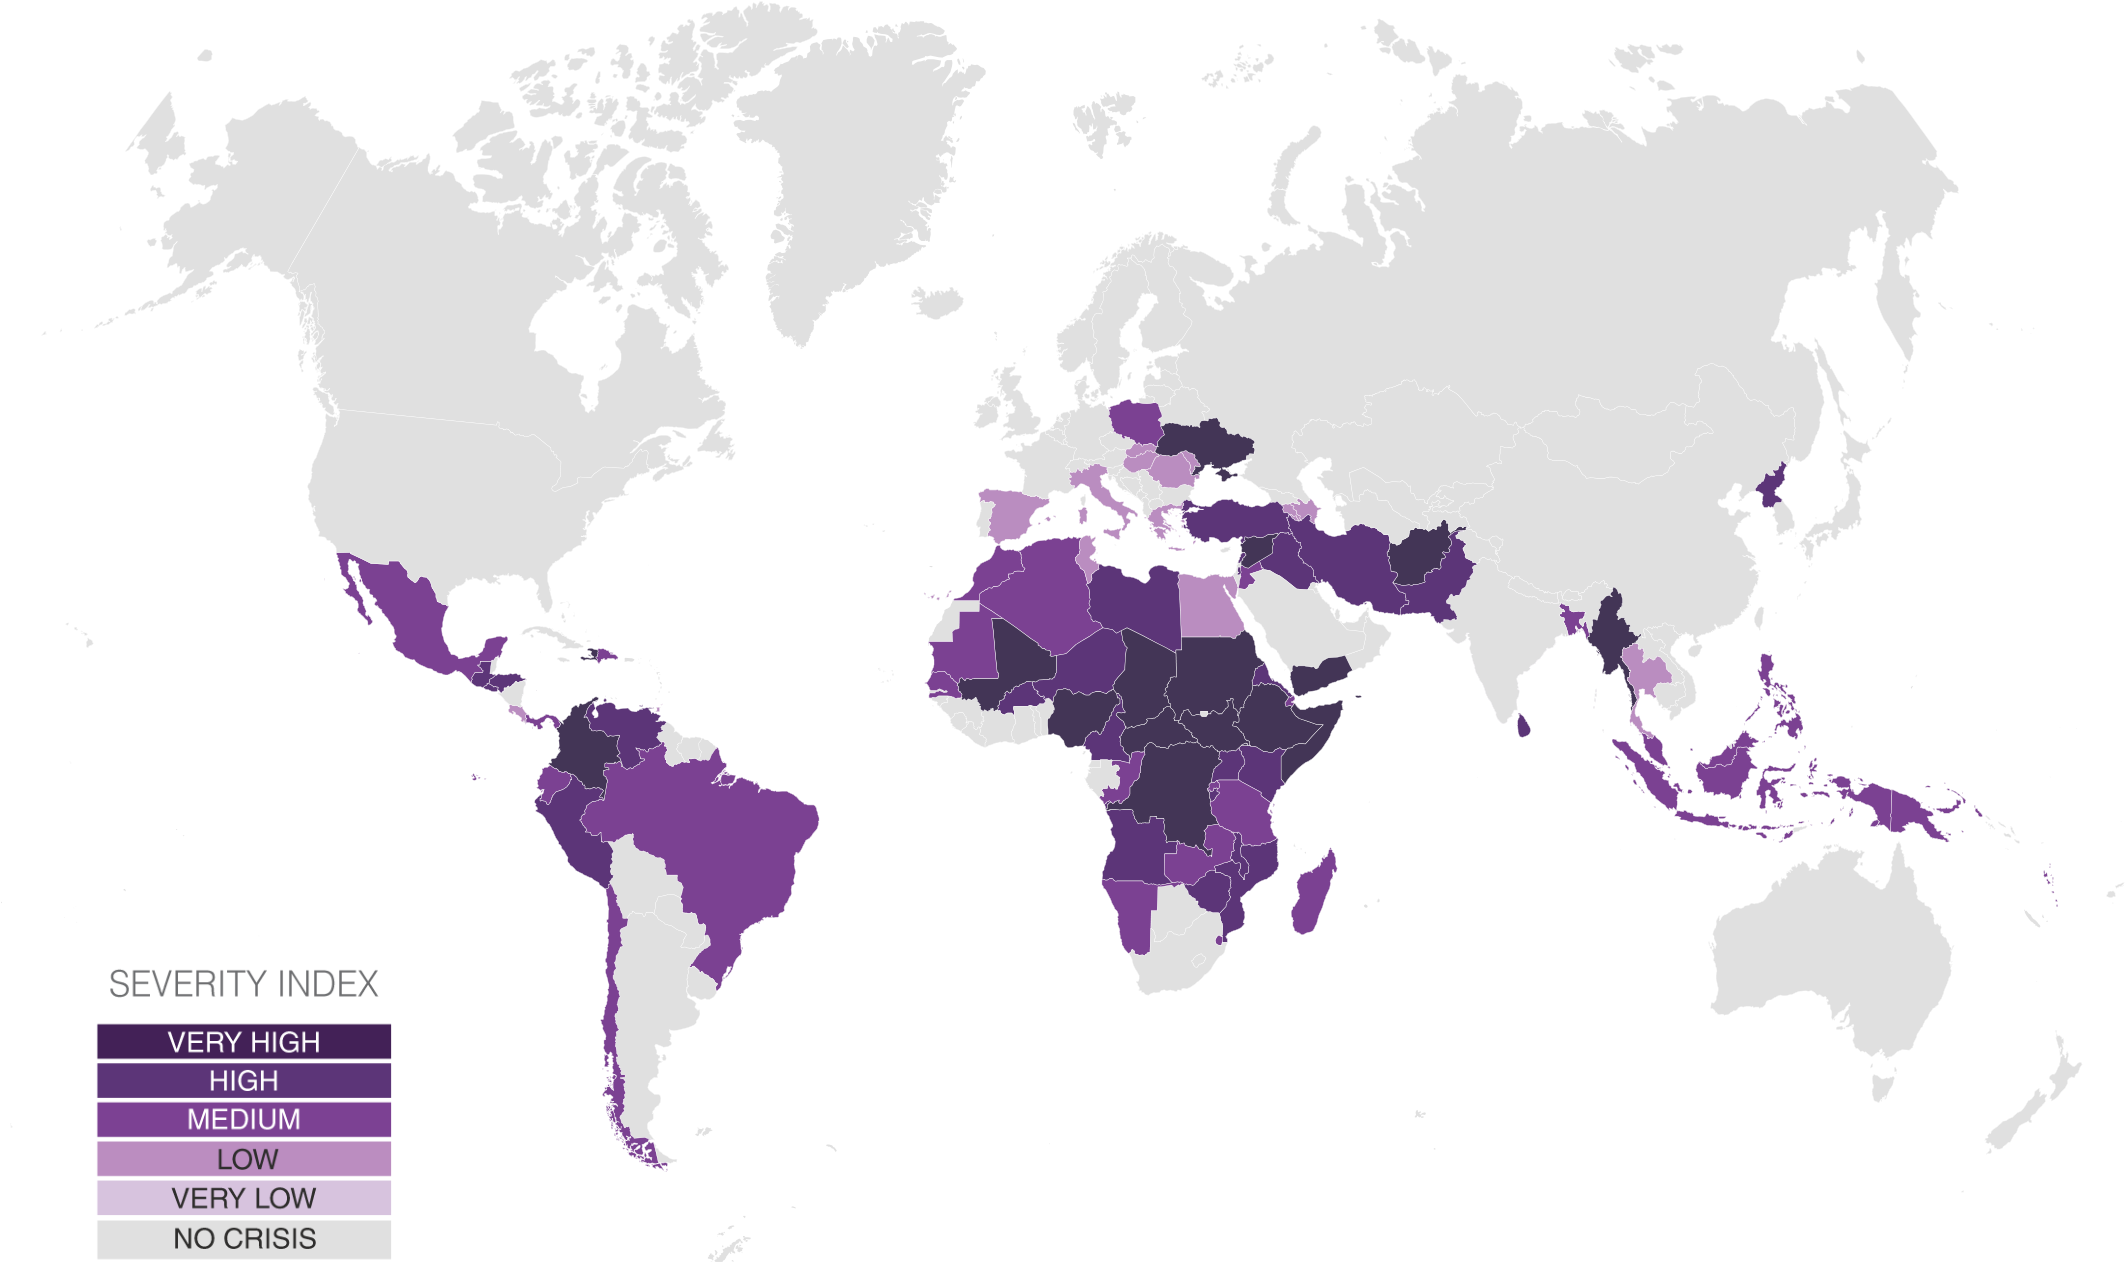 SEVERITY INDEX
VERY HIGH
HIGH
MEDIUM
LOW
VERY LOW
NO CRISIS